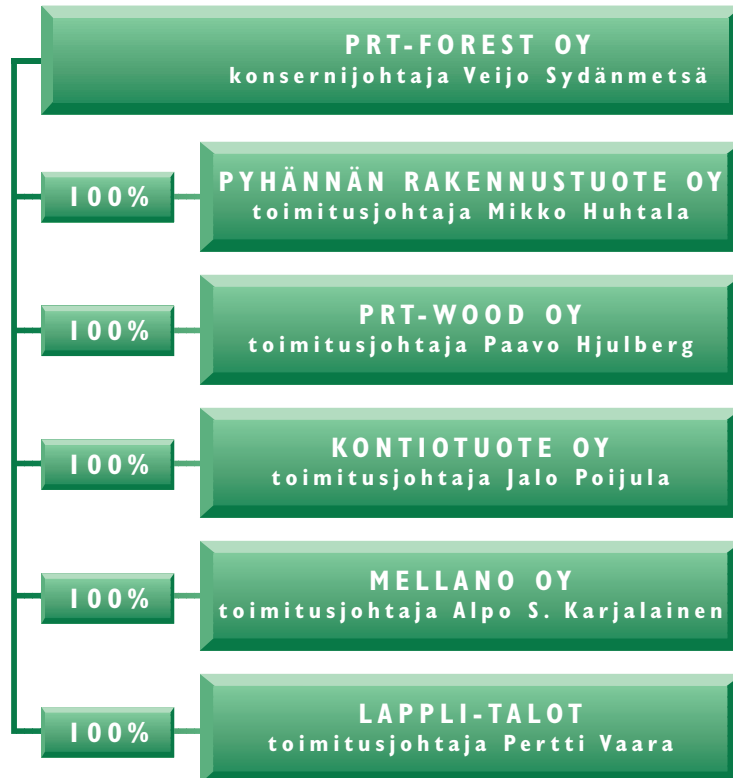 PRT-FOREST OY
konsernijohtaja Veijo Sydänmetsä
100%
PYHÄNNÄN RAKENNUSTUOTE OY
toimitusjohtaja Mikko Huhtala
100%
PRT-WOOD OY
toimitusjohtaja Paavo Hjulberg
100%
KONTIOTUOTE OY
toimitusjohtaja Jalo Poijula
100%
MELLANO OY
toimitusjohtaja Alpo S. Karjalainen
100%
LAPPLI-TALOT
toimitusjohtaja Pertti Vaara